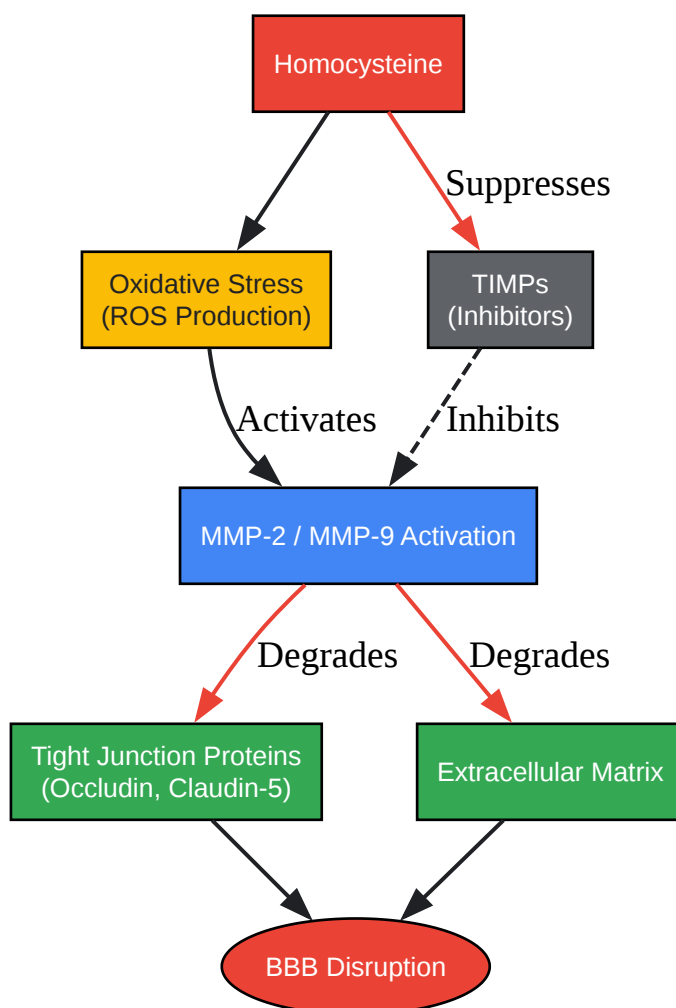 Homocysteine
Suppresses
Oxidative Stress
(ROS Production)
TIMPs
(Inhibitors)
Activates
Inhibits
MMP-2 / MMP-9 Activation
Degrades
Degrades
Tight Junction Proteins
(Occludin, Claudin-5)
Extracellular Matrix
BBB Disruption